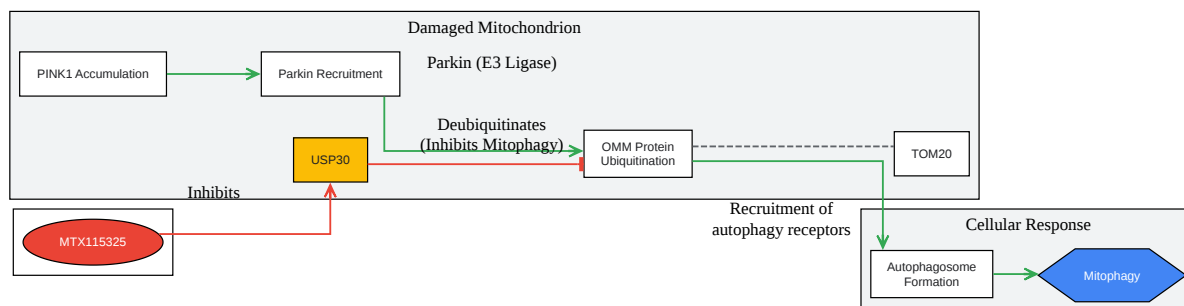 Damaged Mitochondrion
PINK1 Accumulation
Parkin Recruitment
Parkin (E3 Ligase)
Deubiquitinates
(Inhibits Mitophagy)
USP30
OMM Protein
Ubiquitination
TOM20
Inhibits
MTX115325
Recruitment of
autophagy receptors
Cellular Response
Autophagosome
Formation
Mitophagy